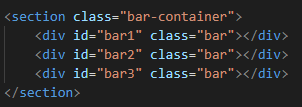 <section class="bar-container">
    <div id="bar1" class="bar"></div>
    <div id="bar2" class="bar"></div>
    <div id="bar3" class="bar"></div>
</section>